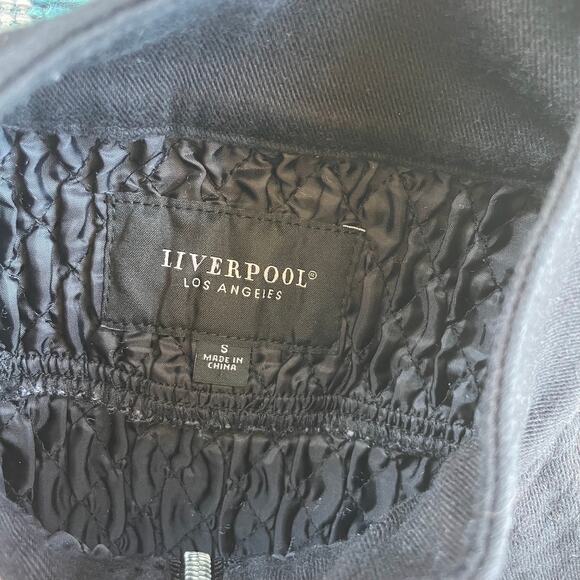 LIVERPOOL®
LOS ANGELES
S
MADE IN
CHINA